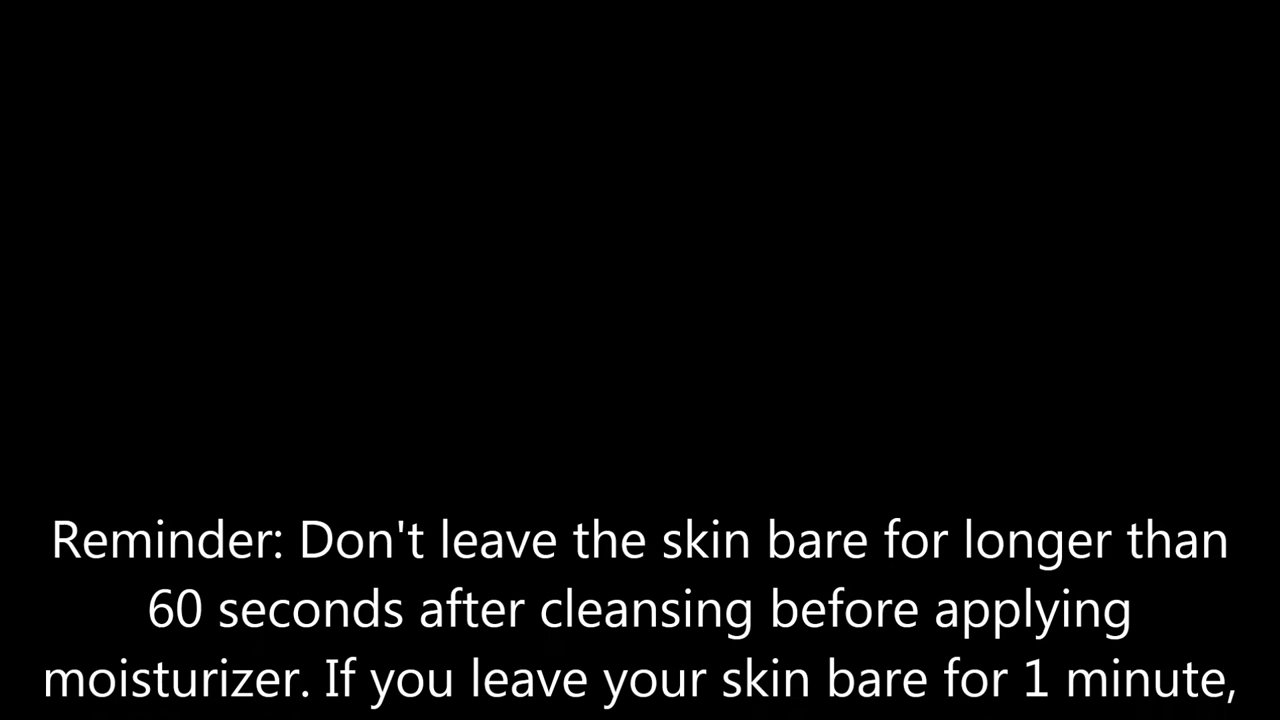 Reminder: Don't leave the skin bare for longer than
60 seconds after cleansing before applying
moisturizer. If you leave your skin bare for 1 minute,